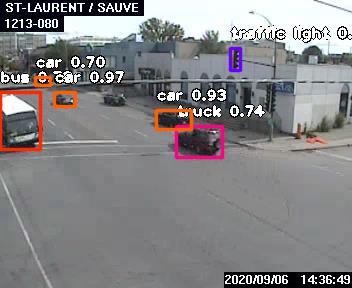 ST-LAURENT / SAUVE
1213-080
traffic light 0.
car 0.70
bus 0.
car 0.97
car 0.93
truck 0.74
2020/09/06 14:36:49